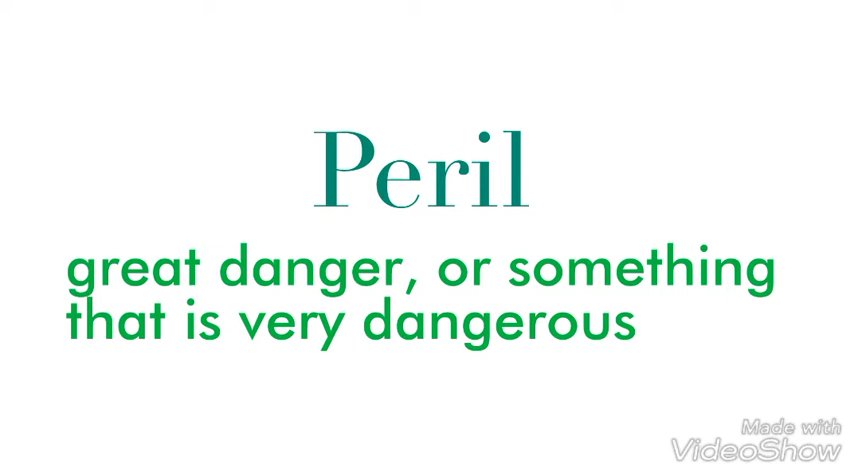 Peril
great danger, or something
that is very dangerous
Made with
VideoShow